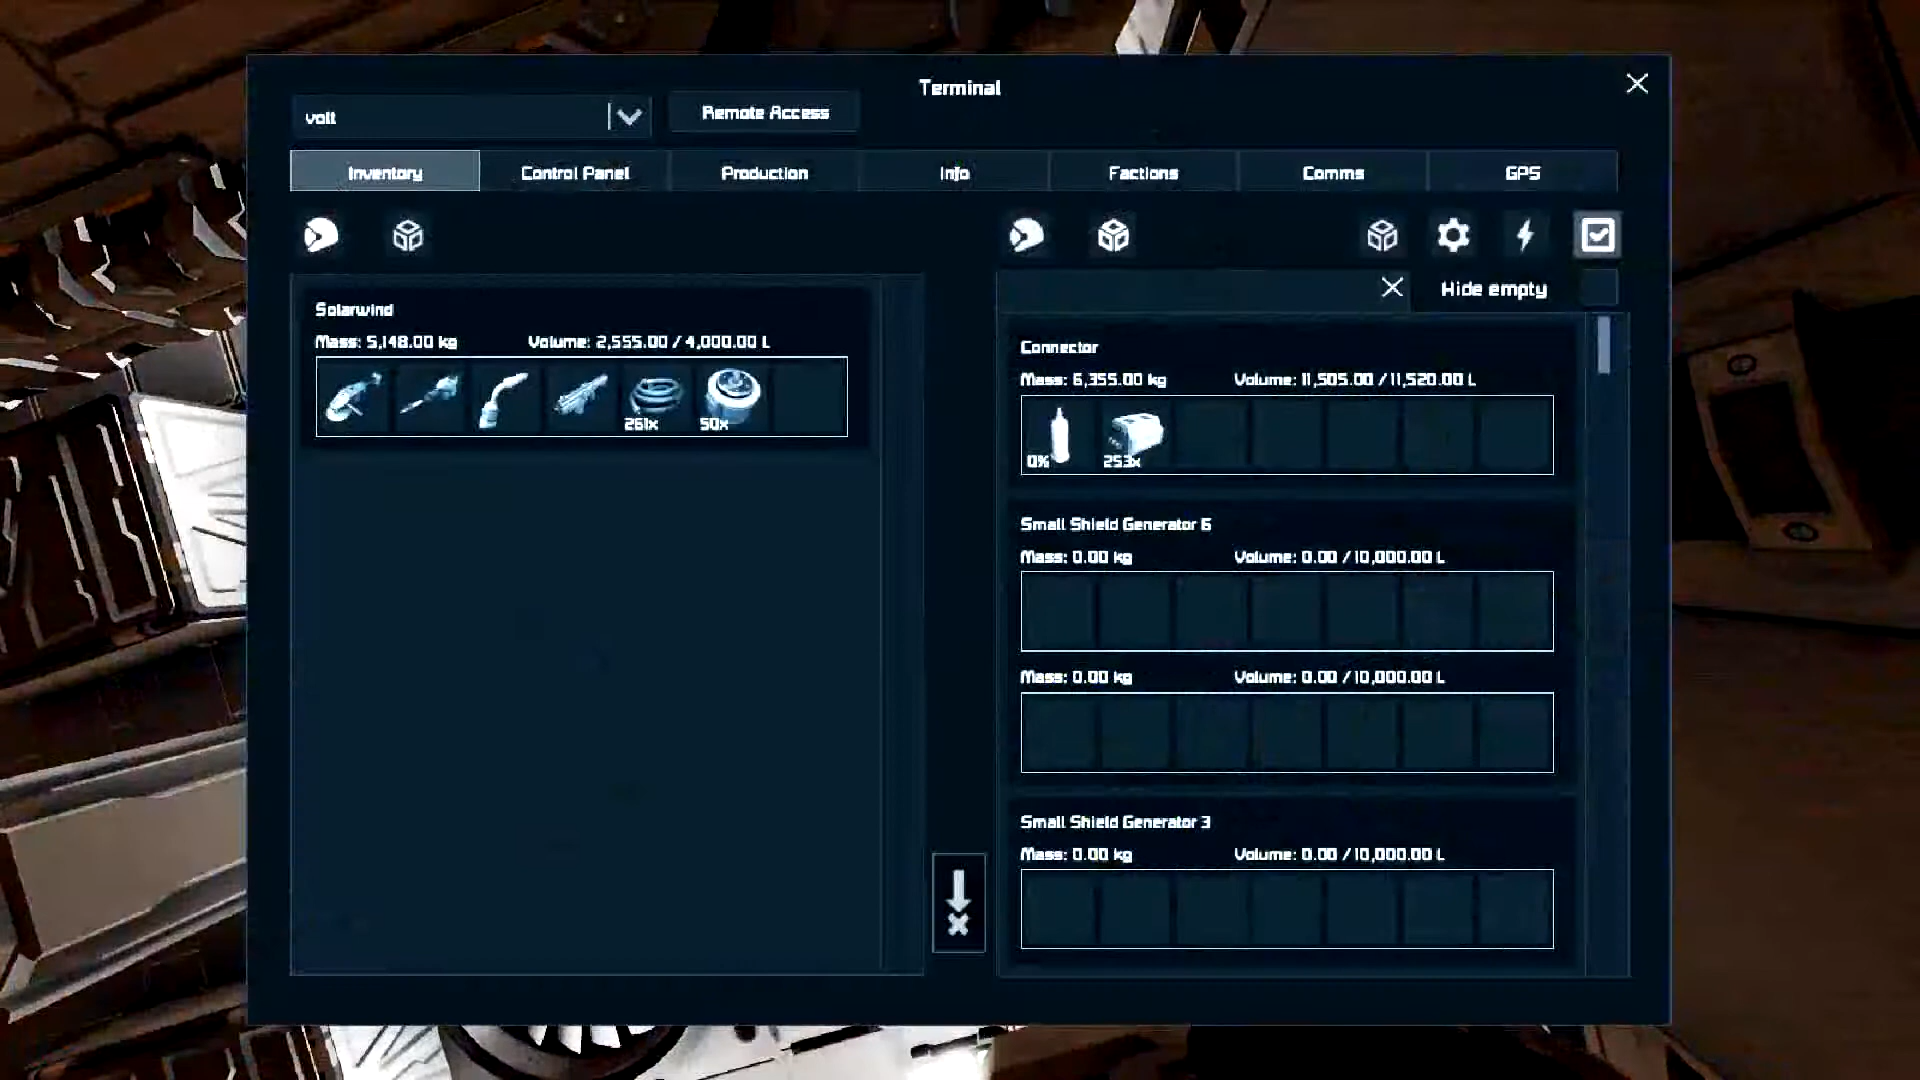 Terminal
volt
Remote Access
Inventory
Control Panel
Production
Info
Factions
Comms
GPS
Hide empty
Solarwind
Mass: 5,148.00 kg
Volume: 2,555.00 / 4,000.00 L
261x
50x
Connector
Mass: 6,355.00 kg
Volume: 11,505.00 / 11,520.00 L
0%
253x
Small Shield Generator 6
Mass: 0.00 kg
Volume: 0.00 / 10,000.00 L
Mass: 0.00 kg
Volume: 0.00 / 10,000.00 L
Small Shield Generator 3
Mass: 0.00 kg
Volume: 0.00 / 10,000.00 L